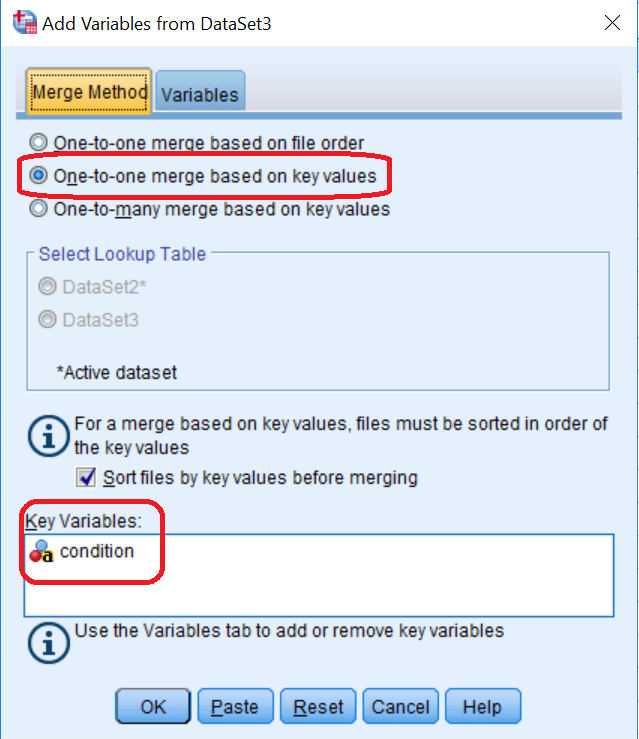 Add Variables from DataSet3
Merge Method
Variables
One-to-one merge based on file order
One-to-one merge based on key values
One-to-many merge based on key values
Select Lookup Table
DataSet2*
DataSet3
*Active dataset
For a merge based on key values, files must be sorted in order of
the key values
Sort files by key values before merging
Key Variables:
a condition
Use the Variables tab to add or remove key variables
OK Paste Reset Cancel Help